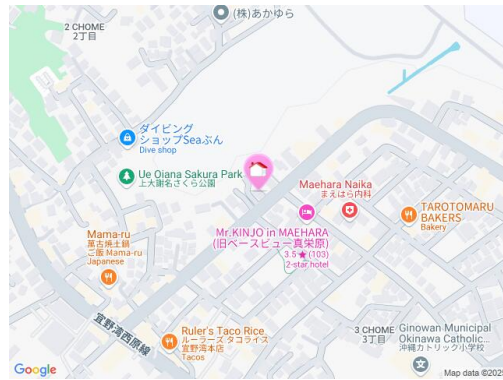 (株)あかゆら
2 CHOME
2丁目
ダイビング
ショップSeaぶん
Dive shop
Ue Ojana Sakura Park
上大謝名さくら公園
Maehara Naika
まえはら内科
TAROTOMARU
BAKERS
Bakery
Mr.KINJO in MAEHARA
(旧ベースビュー真栄原)
3.5★(103)
2-star hotel
Mama-ru
萬古焼土鍋
ご飯 Mama-ru
Japanese
宜野湾西原線
Ruler's Taco Rice
ルーラーズ タコライス
宜野湾本店
Tacos
3 CHOME
3丁目
Ginowan Municipal
Okinawa Catholic...
沖縄カトリック小学校
Google
Map data ©202